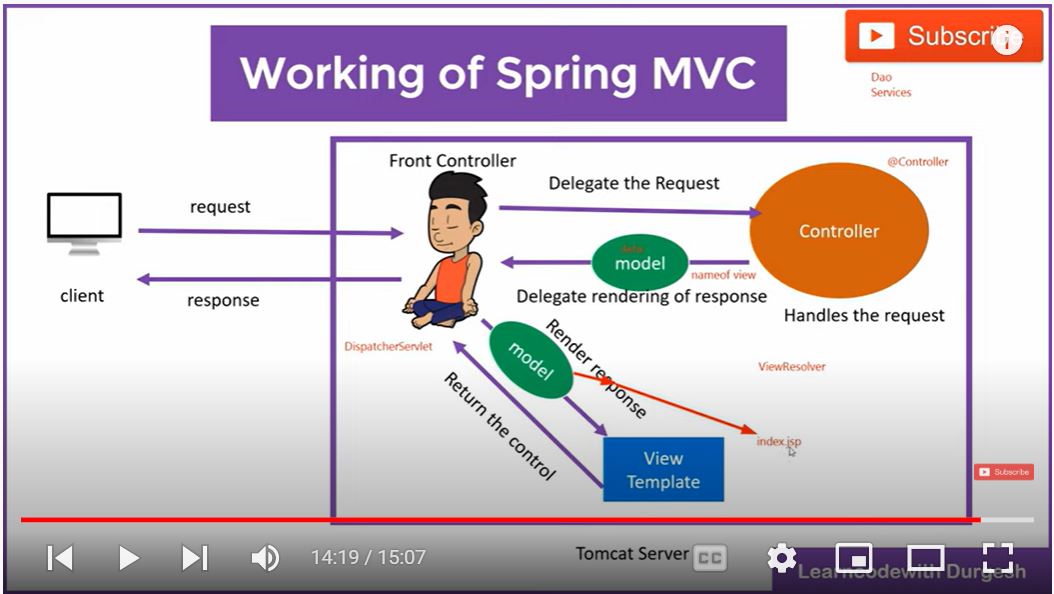 Subscribe
Working of Spring MVC
Dao
Services
Front Controller
@Controller
Delegate the Request
request
Controller
data
model
nameof view
client
response
Delegate rendering of response
Handles the request
DispatcherServlet
model
Render response
ViewResolver
Return the control
index.jsp
View
Template
Subscribe
14:19 / 15:07
Tomcat Server
CC
Learncodewith Durgesh